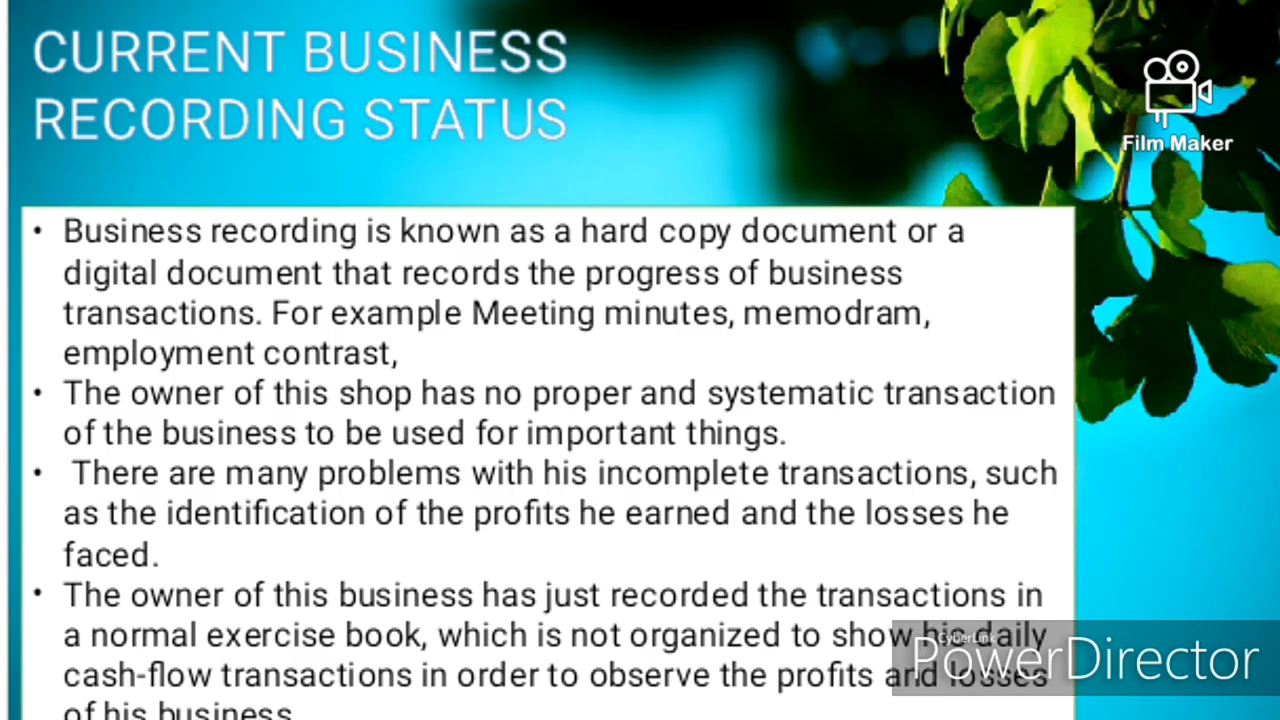 CURRENT BUSINESS
RECORDING STATUS
Film Maker
• Business recording is known as a hard copy document or a
digital document that records the progress of business
transactions. For example Meeting minutes, memodram,
employment contrast,
• The owner of this shop has no proper and systematic transaction
of the business to be used for important things.
• There are many problems with his incomplete transactions, such
as the identification of the profits he earned and the losses he
faced.
• The owner of this business has just recorded the transactions in
a normal exercise book, which is not organized to show his daily
cash-flow transactions in order to observe the profits and losses
of his business
CyberLink
PowerDirector